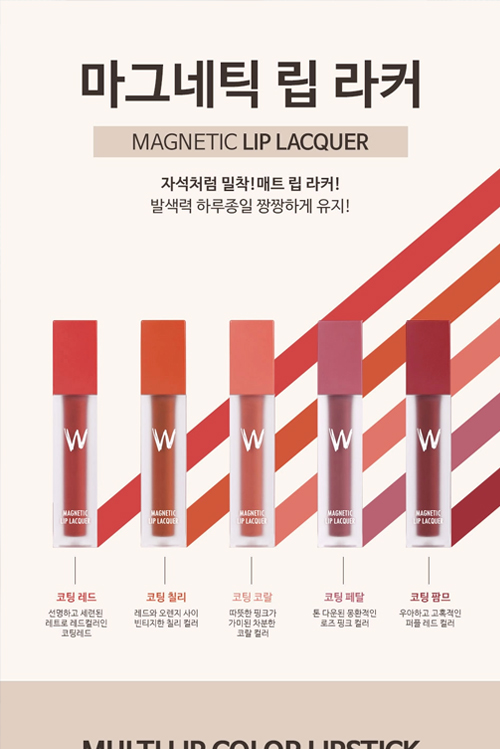 마그네틱 립 라커
MAGNETIC LIP LACQUER
자석처럼 밀착! 매트 립 라커!
발색력 하루종일 짱짱하게 유지!
W
MAGNETIC
LIP LACQUER
W
MAGNETIC
LIP LACQUER
W
MAGNETIC
LIP LACQUER
W
MAGNETIC
LIP LACQUER
W
MAGNETIC
LIP LACQUER
코팅 레드
선명하고 세련된
레트로 레드컬러인
코팅레드
코팅 칠리
레드와 오렌지 사이
빈티지한 칠리 컬러
코팅 코랄
따뜻한 핑크가
가미된 차분한
코랄 컬러
코팅 페탈
톤 다운된 몽환적인
로즈 핑크 컬러
코팅 팜므
우아하고 고혹적인
퍼플 레드 컬러
MULTI LIP COLOR LIPSTICK